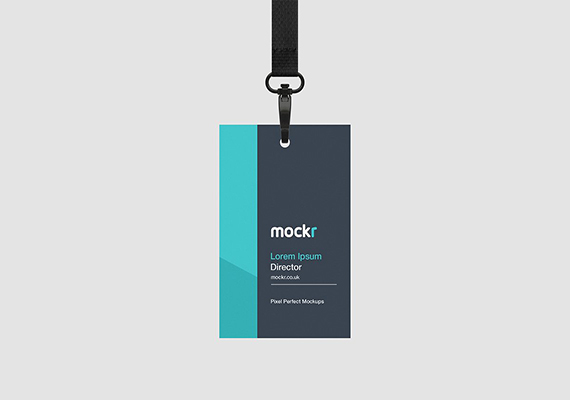 mockr
Lorem Ipsum
Director
mockr.co.uk
Pixel Perfect Mockups